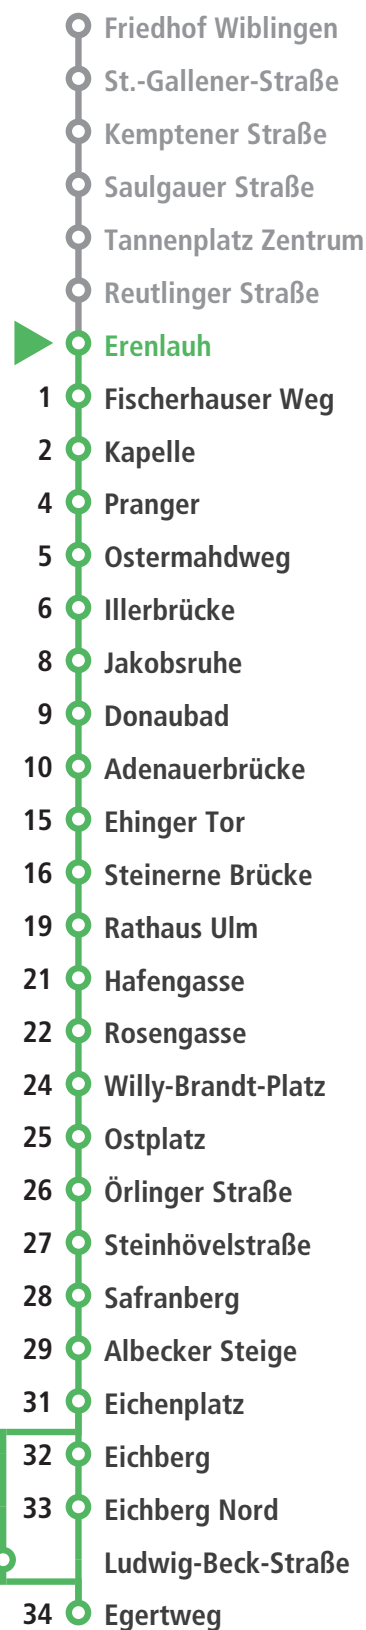 Friedhof Wiblingen
St.-Gallener-Straße
Kemptener Straße
Saulgauer Straße
Tannenplatz Zentrum
Reutlinger Straße
Erenlauh
1 Fischerhauser Weg
2 Kapelle
4 Pranger
5 Ostermahdweg
6 Illerbrücke
8 Jakobsruhe
9 Donaubad
10 Adenauerbrücke
15 Ehinger Tor
16 Steinerne Brücke
19 Rathaus Ulm
21 Hafengasse
22 Rosengasse
24 Willy-Brandt-Platz
25 Ostplatz
26 Örlinger Straße
27 Steinhövelstraße
28 Safranberg
29 Albecker Steige
31 Eichenplatz
32 Eichberg
33 Eichberg Nord
Ludwig-Beck-Straße
34 Egertweg